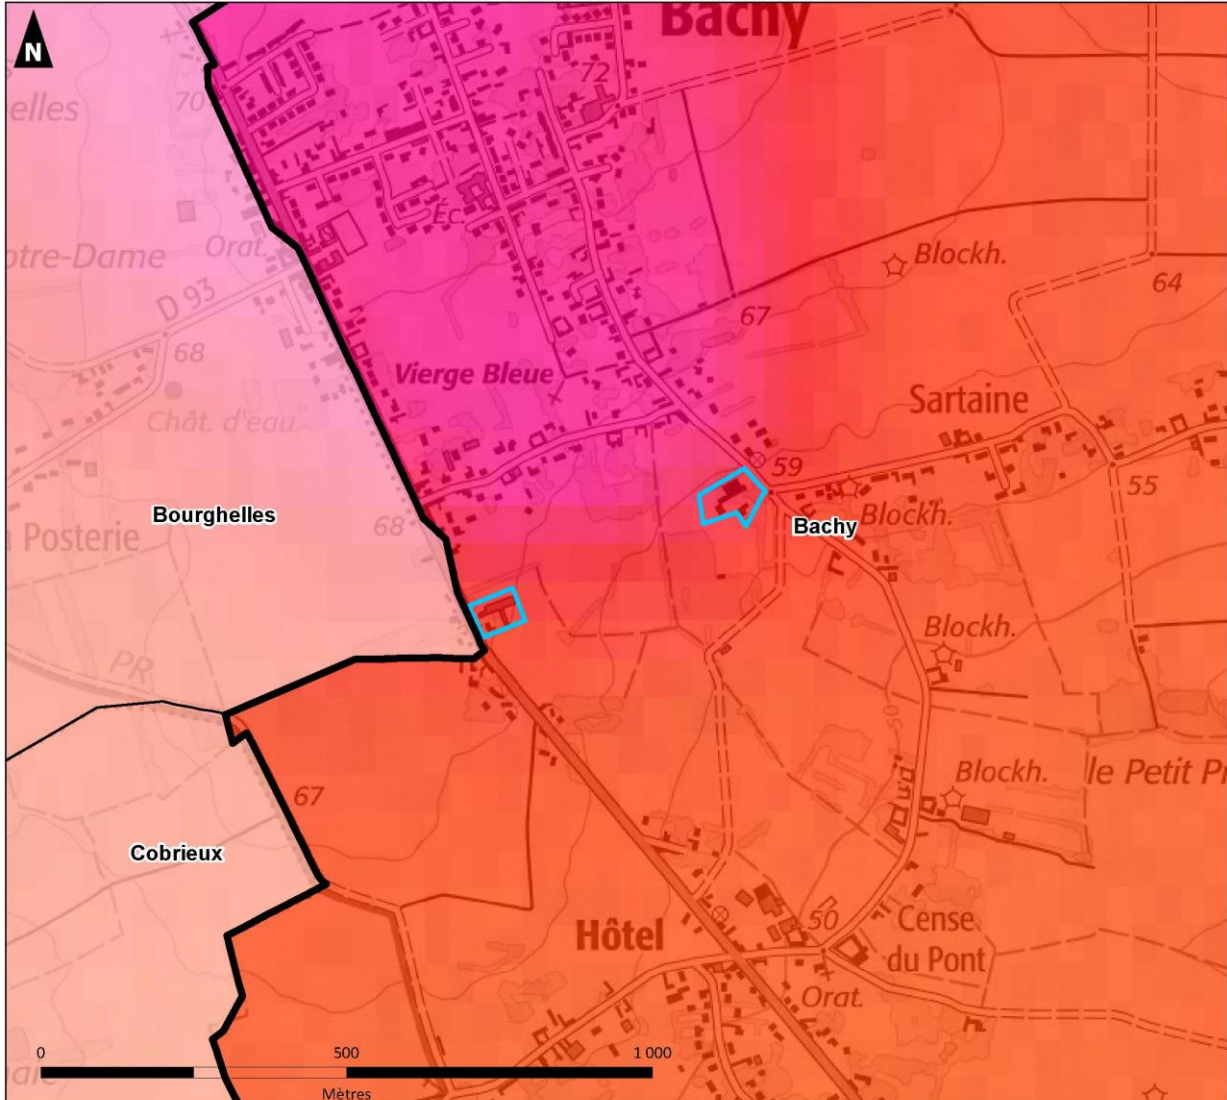 N
Bachy
72
70
elles
Éc.
otre-Dame
Orat.
Blockh.
D 93
64
67
68
Vierge Bleue
Sartaine
Chât. d'eau
59
55
Bourghelles
68
Blockh.
Bachy
Posterie
Blockh.
PR
50
Blockh.
le Petit P
67
Cobrieux
Hôtel
50
Cense
du Pont
Orat.
0
500
1 000
Mètres